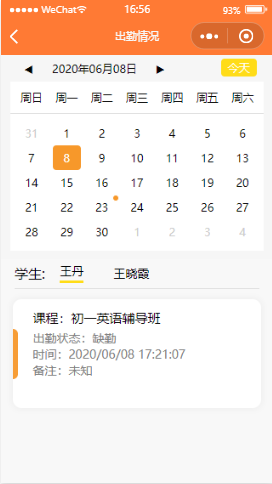 WeChat 16:56 93%
出勤情况
◀ 2020年06月08日 ▶ 今天
周日 周一 周二 周三 周四 周五 周六
31 1 2 3 4 5 6
7 8 9 10 11 12 13
14 15 16 17 18 19 20
21 22 23 24 25 26 27
28 29 30 1 2 3 4
学生: 王丹 王晓霞
课程：初一英语辅导班
出勤状态：缺勤
时间：2020/06/08 17:21:07
备注：未知